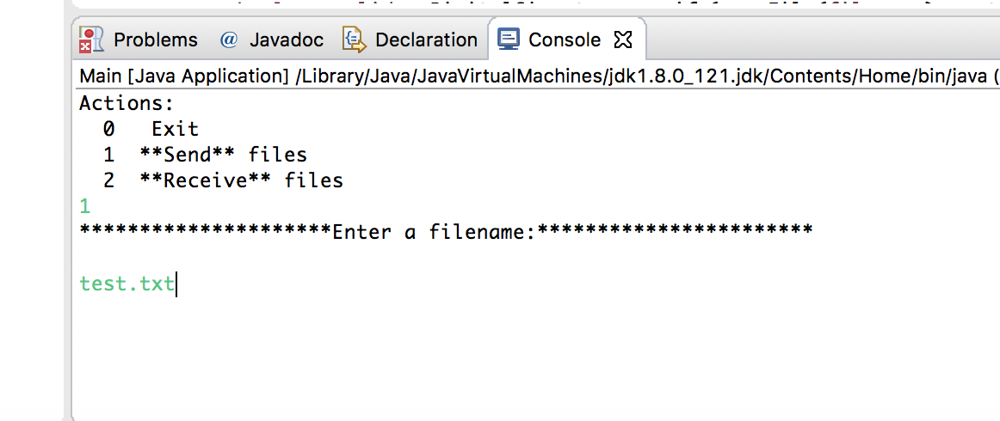 Problems @ Javadoc Declaration Console
Main [Java Application] /Library/Java/JavaVirtualMachines/jdk1.8.0_121.jdk/Contents/Home/bin/java (
Actions:
  0   Exit
  1  **Send** files
  2  **Receive** files
1
*********************Enter a filename:***********************
test.txt